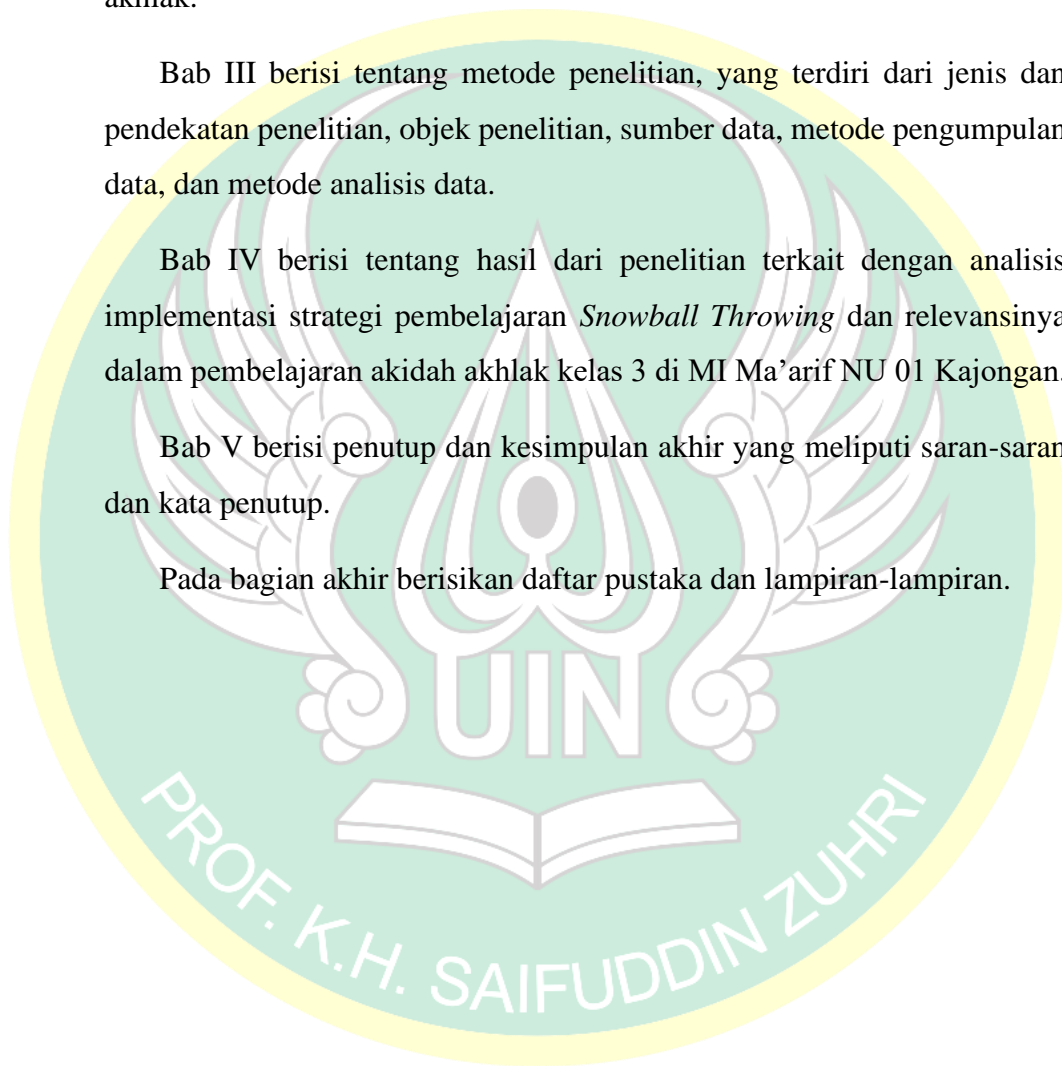 akhlak.
Bab III berisi tentang metode penelitian, yang terdiri dari jenis dan
pendekatan penelitian, objek penelitian, sumber data, metode pengumpulan
data, dan metode analisis data.
Bab IV berisi tentang hasil dari penelitian terkait dengan analisis
implementasi strategi pembelajaran Snowball Throwing dan relevansinya
dalam pembelajaran akidah akhlak kelas 3 di MI Ma’arif NU 01 Kajongan.
Bab V berisi penutup dan kesimpulan akhir yang meliputi saran-saran
dan kata penutup.
Pada bagian akhir berisikan daftar pustaka dan lampiran-lampiran.
UIN
PROF. K.H. SAIFUDDIN ZUHRI